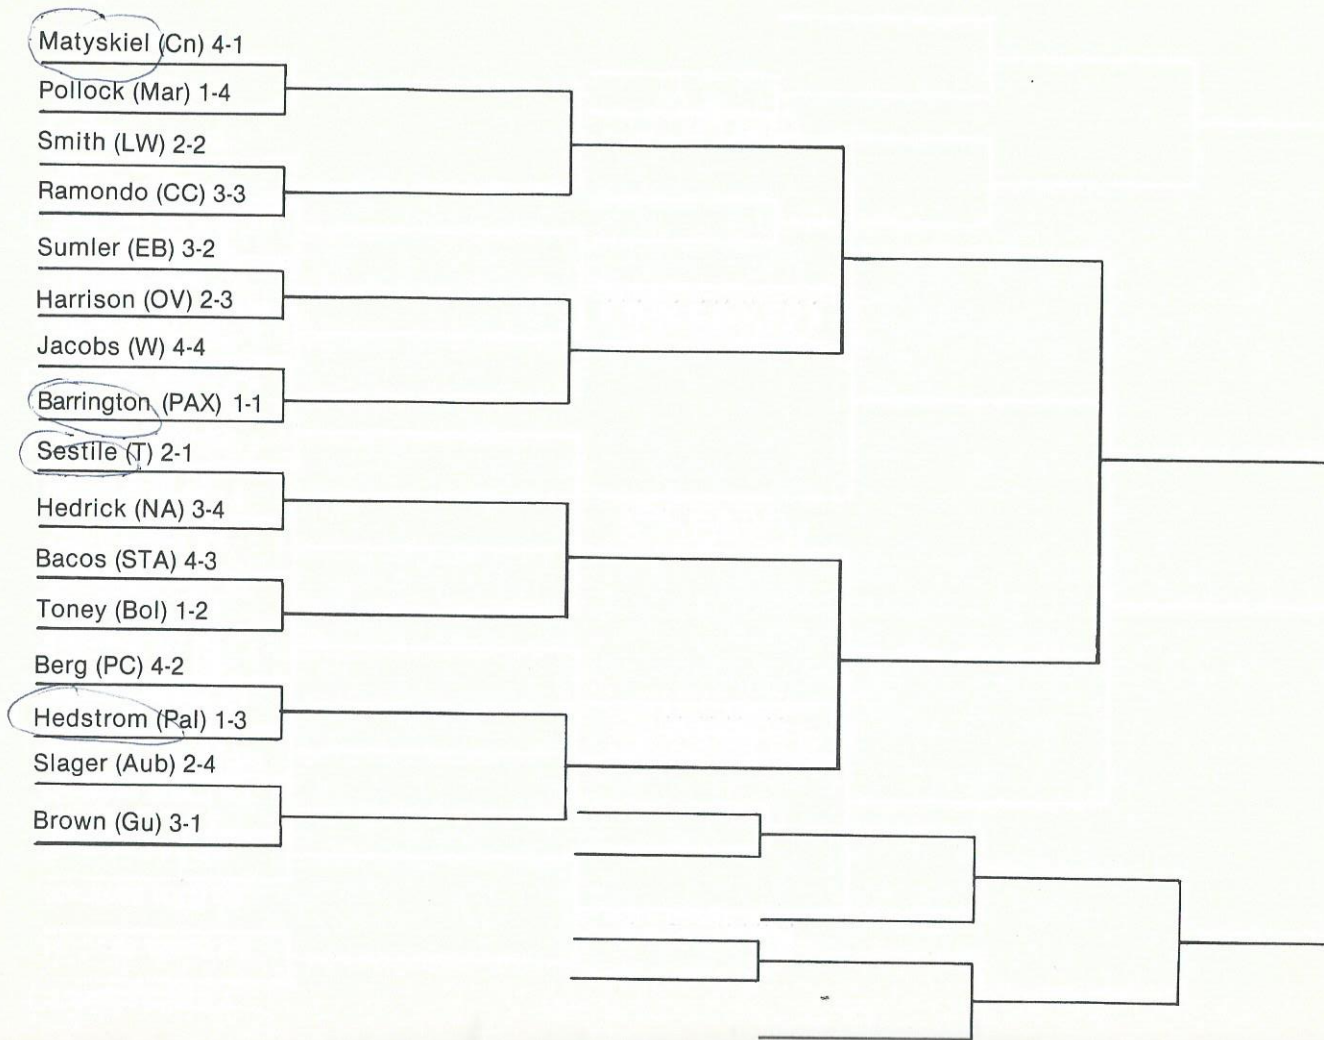 Matyskiel (Cn) 4-1
Pollock (Mar) 1-4
Smith (LW) 2-2
Ramondo (CC) 3-3
Sumler (EB) 3-2
Harrison (OV) 2-3
Jacobs (W) 4-4
Barrington (PAX) 1-1
Sestile (T) 2-1
Hedrick (NA) 3-4
Bacos (STA) 4-3
Toney (Bol) 1-2
Berg (PC) 4-2
Hedstrom (Pal) 1-3
Slager (Aub) 2-4
Brown (Gu) 3-1